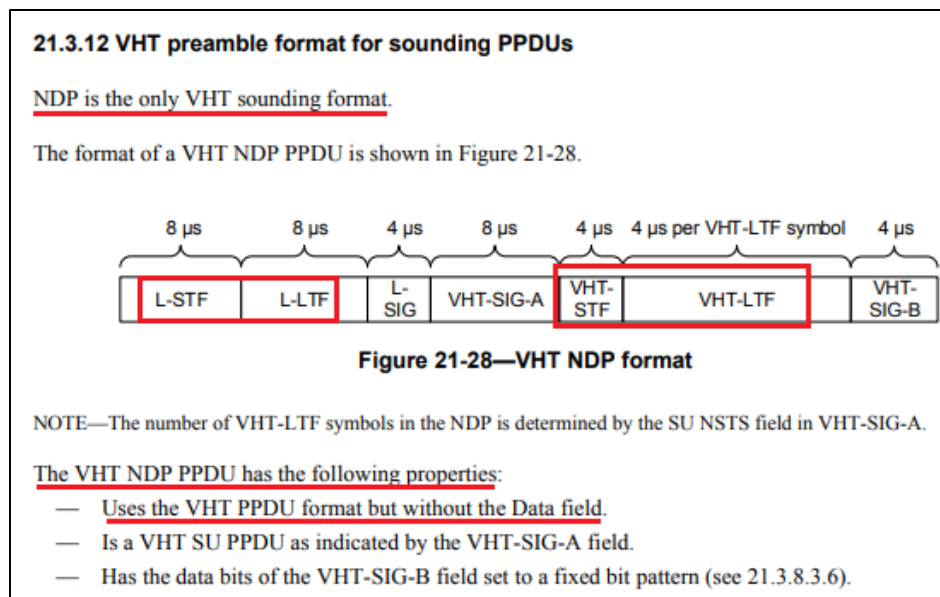 21.3.12 VHT preamble format for sounding PPDUs
NDP is the only VHT sounding format.
The format of a VHT NDP PPDU is shown in Figure 21-28.
8 µs 8 µs 4 µs 8 µs 4 µs 4 µs per VHT-LTF symbol 4 µs
L-STF L-LTF L-SIG VHT-SIG-A VHT-STF VHT-LTF VHT-SIG-B
Figure 21-28—VHT NDP format
NOTE—The number of VHT-LTF symbols in the NDP is determined by the SU NSTS field in VHT-SIG-A.
The VHT NDP PPDU has the following properties:
— Uses the VHT PPDU format but without the Data field.
— Is a VHT SU PPDU as indicated by the VHT-SIG-A field.
— Has the data bits of the VHT-SIG-B field set to a fixed bit pattern (see 21.3.8.3.6).